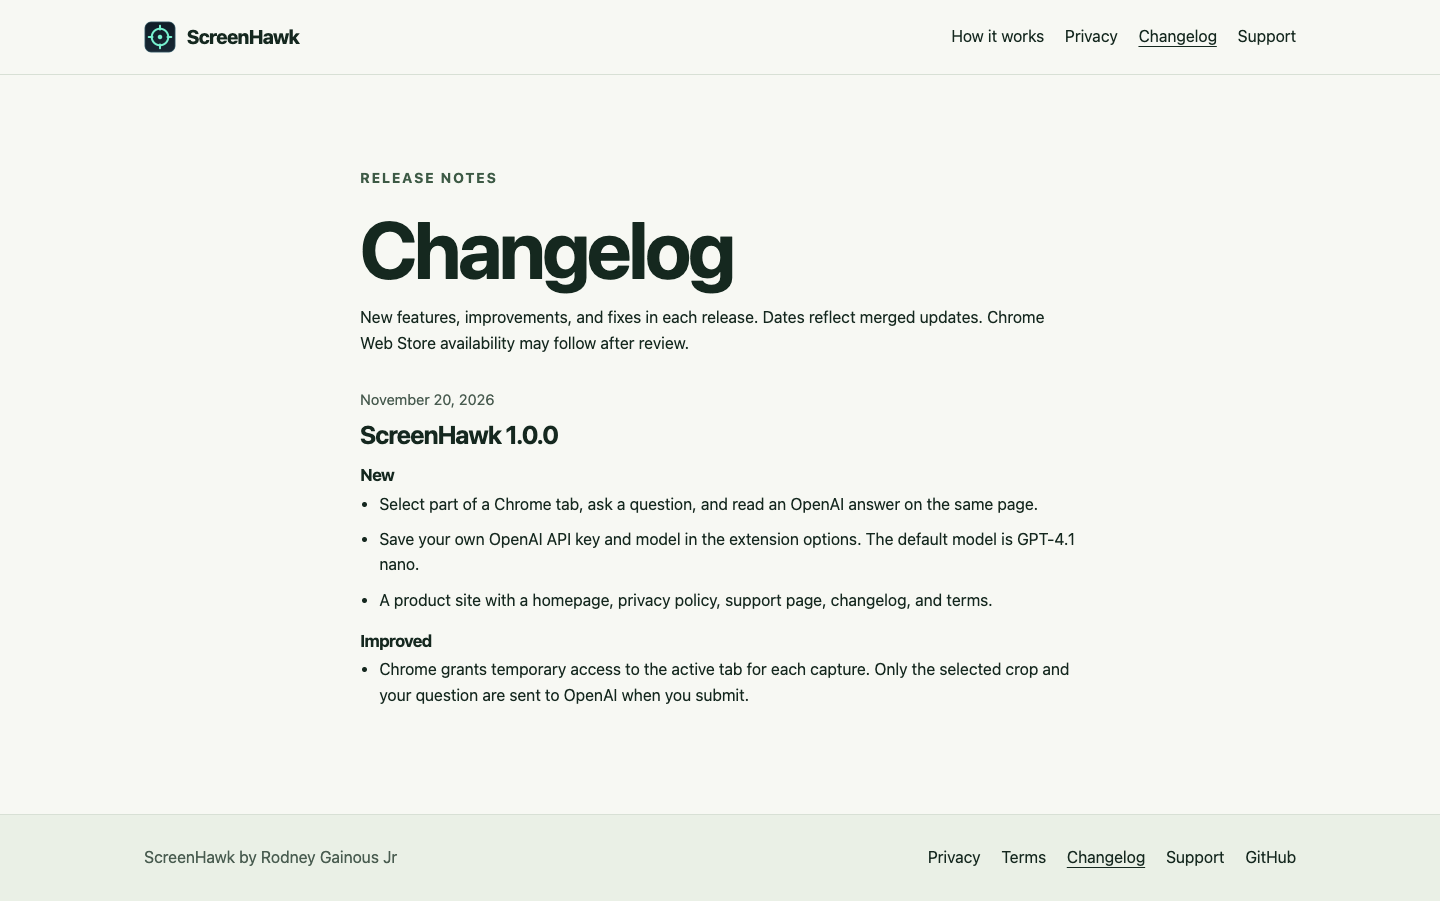 ScreenHawk
How it works Privacy Changelog Support
RELEASE NOTES
Changelog
New features, improvements, and fixes in each release. Dates reflect merged updates. Chrome
Web Store availability may follow after review.
November 20, 2026
ScreenHawk 1.0.0
New
• Select part of a Chrome tab, ask a question, and read an OpenAI answer on the same page.
• Save your own OpenAI API key and model in the extension options. The default model is GPT-4.1
nano.
• A product site with a homepage, privacy policy, support page, changelog, and terms.
Improved
• Chrome grants temporary access to the active tab for each capture. Only the selected crop and
your question are sent to OpenAI when you submit.
ScreenHawk by Rodney Gainous Jr
Privacy Terms Changelog Support GitHub